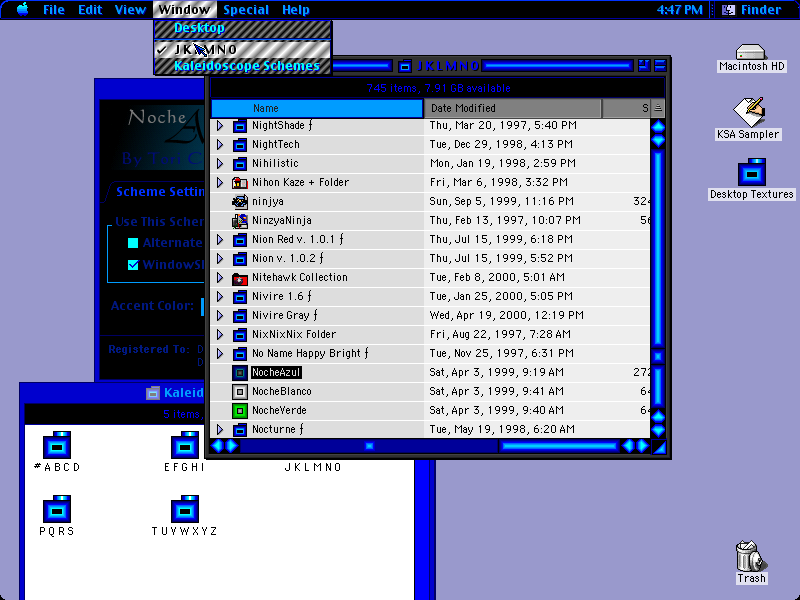 File Edit View Window Special Help 4:47 PM Finder
Desktop
✓ JKLMNO
Kaleidoscope Schemes
JKLMNO
745 items, 7.91 GB available
Name Date Modified S
NightShade ƒ Thu, Mar 20, 1997, 5:40 PM
NightTech Tue, Dec 29, 1998, 4:13 PM
Nihilistic Mon, Jan 19, 1998, 2:59 PM
Nihon Kaze + Folder Fri, Mar 6, 1998, 3:32 PM
ninjya Sun, Sep 5, 1999, 11:16 PM 324
NinzyaNinja Thu, Feb 13, 1997, 10:07 PM 56
Nion Red v. 1.0.1 ƒ Thu, Jul 15, 1999, 6:18 PM
Nion v. 1.0.2 ƒ Thu, Jul 15, 1999, 5:52 PM
Nitehawk Collection Tue, Feb 8, 2000, 5:01 AM
Nivire 1.6 ƒ Tue, Jan 25, 2000, 5:05 PM
Nivire Gray ƒ Wed, Apr 19, 2000, 12:19 PM
NixNixNix Folder Fri, Aug 22, 1997, 7:28 AM
No Name Happy Bright ƒ Tue, Nov 25, 1997, 6:31 PM
NocheAzul Sat, Apr 3, 1999, 9:19 AM 272
NocheBlanco Sat, Apr 3, 1999, 9:41 AM 64
NocheVerde Sat, Apr 3, 1999, 9:40 AM 64
Nocturne ƒ Tue, May 19, 1998, 6:20 AM
Noche A
By
Scheme Settin
Use This Schem
Alternate
WindowSh
Accent Color:
Registered To:
Kaleid
5 items,
#ABCD EFGHI JKLMNO
PQRS TUVWXYZ
Macintosh HD
KSA Sampler
Desktop Textures
Trash